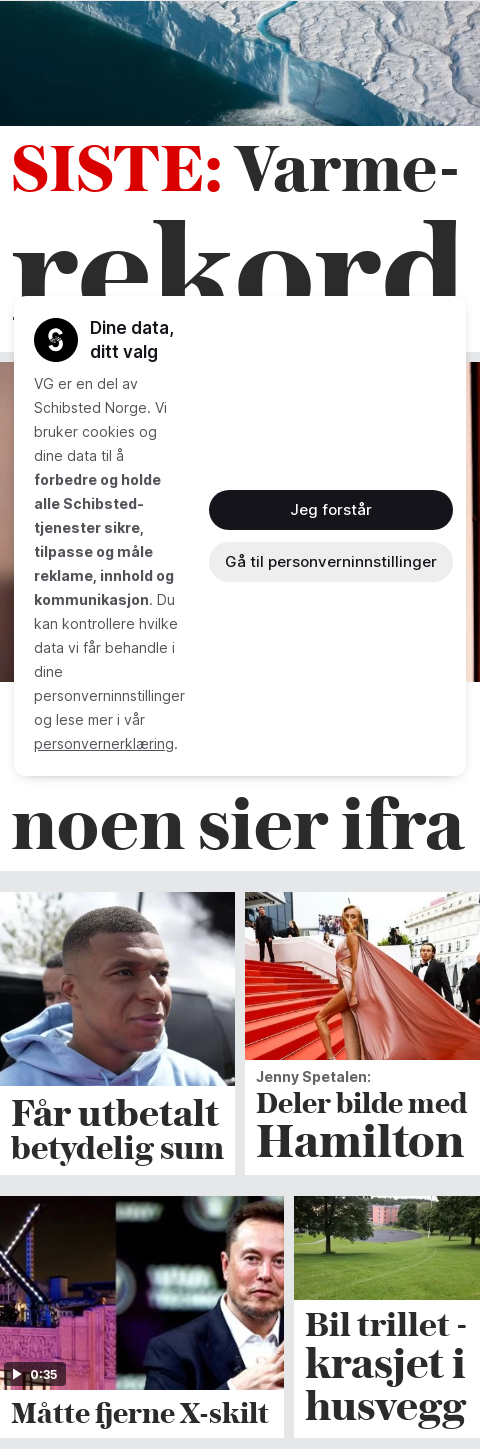 SISTE: Varme-
rekord
Dine data,
ditt valg
VG er en del av
Schibsted Norge. Vi
bruker cookies og
dine data til å
forbedre og holde
alle Schibsted-
tjenester sikre,
tilpasse og måle
reklame, innhold og
kommunikasjon. Du
kan kontrollere hvilke
data vi får behandle i
dine
personverninnstillinger
og lese mer i vår
personvernerklæring.
Jeg forstår
Gå til personverninnstillinger
noen sier ifra
Får utbetalt
betydelig sum
Jenny Spetalen:
Deler bilde med
Hamilton
0:35
Måtte fjerne X-skilt
Bil trillet -
krasjet i
husvegg